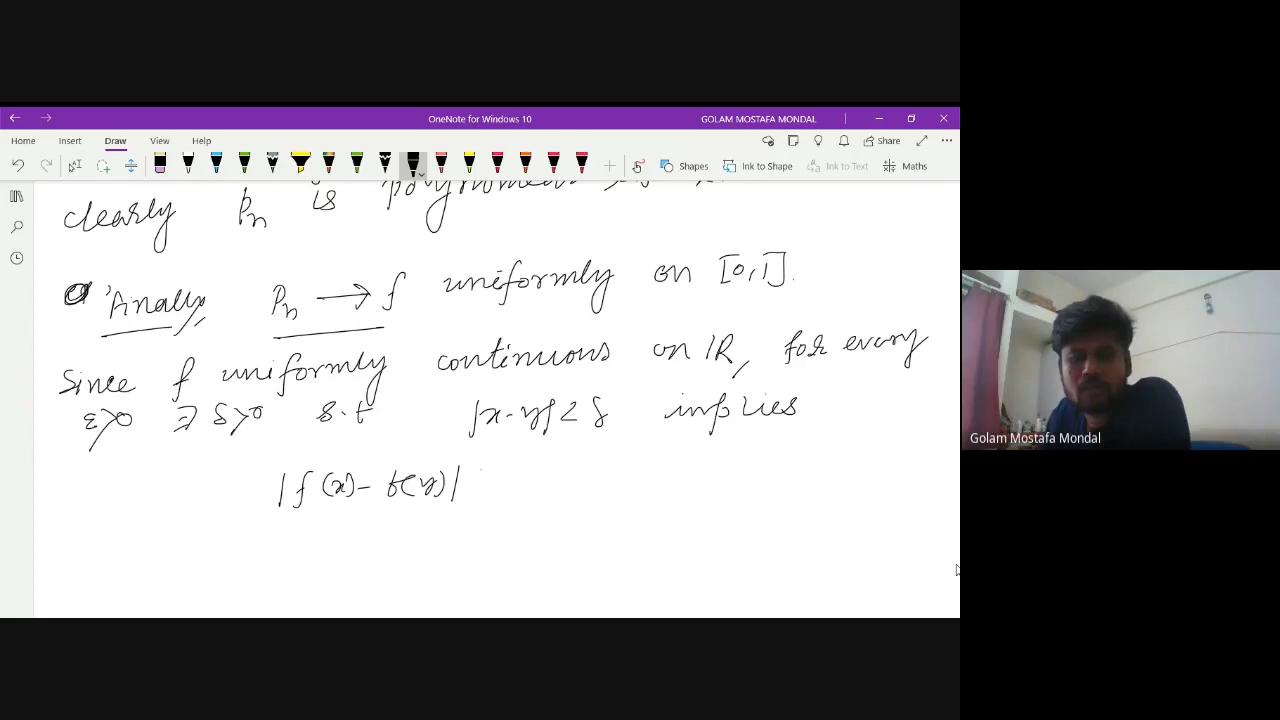 OneNote for Windows 10
GOLAM MOSTAFA MONDAL
Home Insert Draw View Help
Share
Shapes Ink to Shape Ink to Text Maths
clearly Pn is polynomial
Finally Pn → f uniformly on [0,1].
Since f uniformly continuous on IR, for every
ε>0 ∃ δ>0 s.t |x-y|<δ implies
|f(x)-f(y)|
Golam Mostafa Mondal